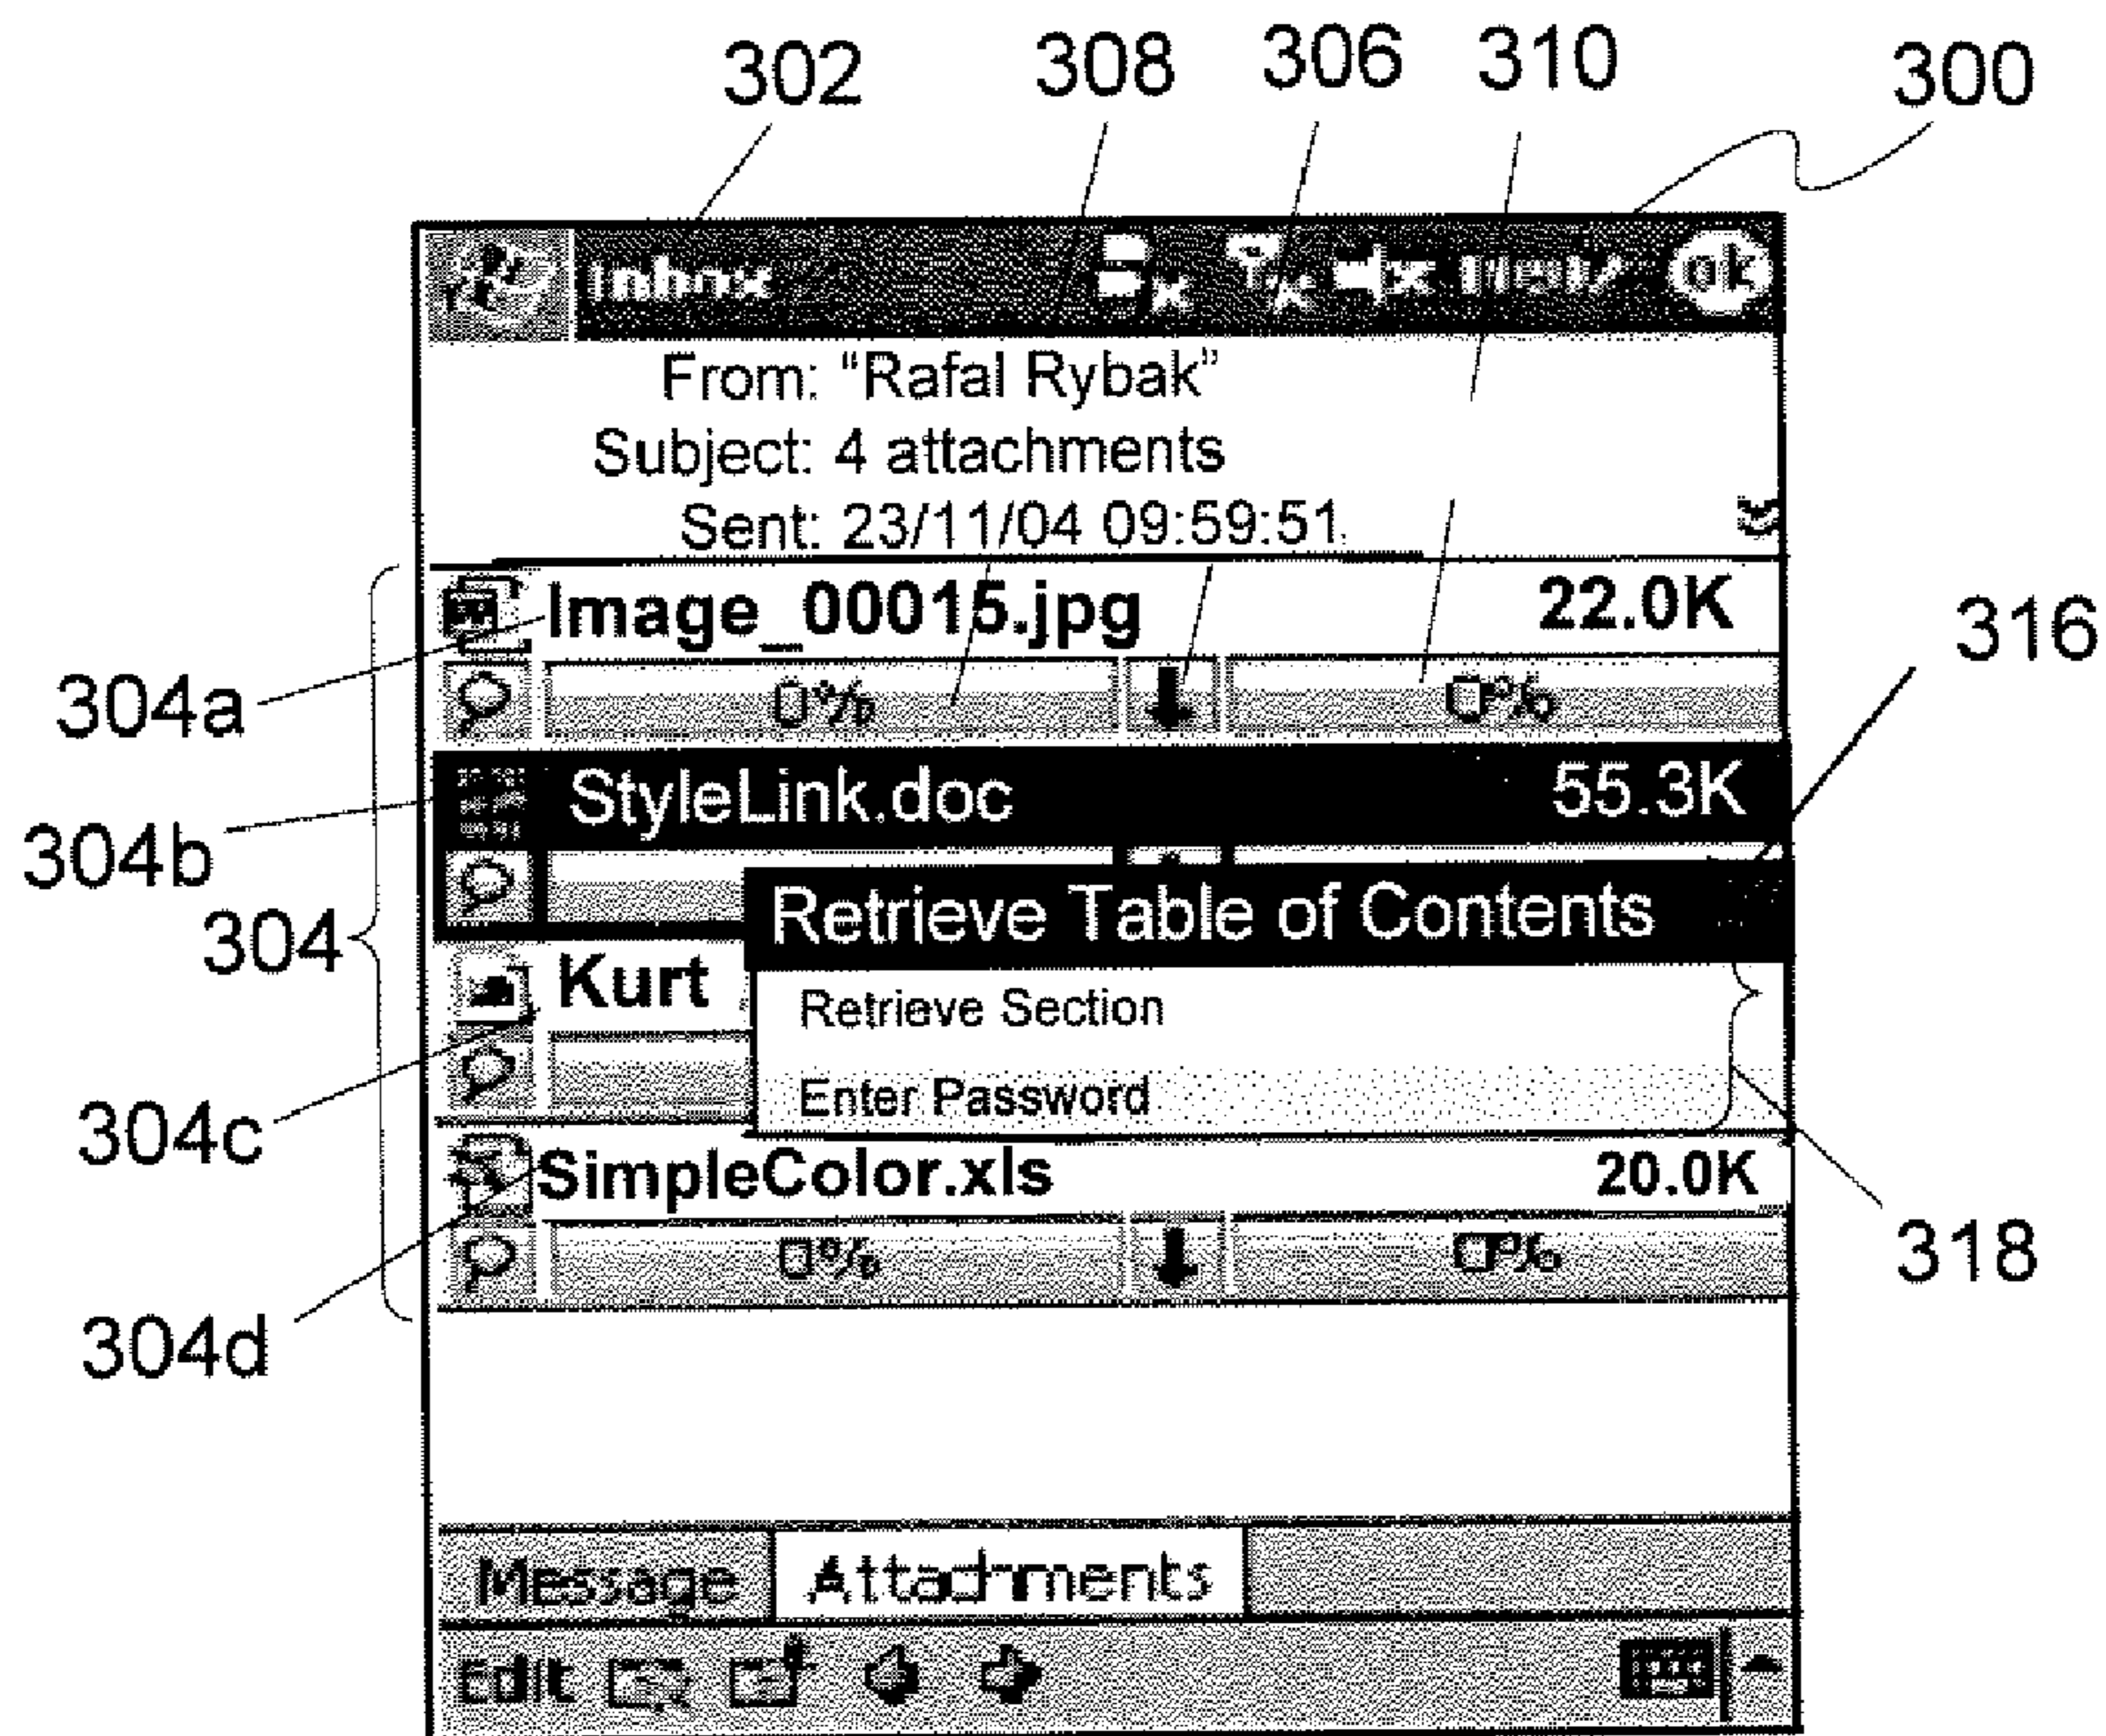 302 308 306 310 300
Inbox ok
From: "Rafal Rybak"
Subject: 4 attachments
Sent: 23/11/04 09:59:51
Image_00015.jpg 22.0K
316
304a
0% 0%
StyleLink.doc 55.3K
304b
Retrieve Table of Contents
304
Kurt
Retrieve Section
Enter Password
304c
SimpleColor.xls 20.0K
318
0% 0%
304d
Message Attachments
Edit